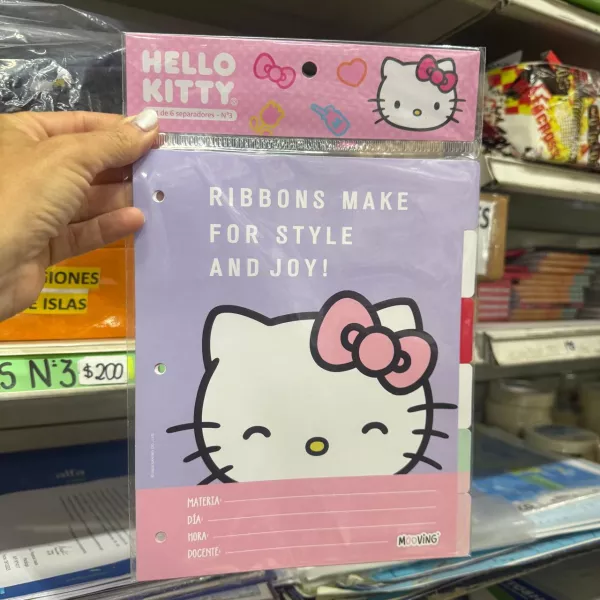 HELLO
KITTY
de 6 separadores - N°3
RIBBONS MAKE
FOR STYLE
AND JOY!
SIONES
E ISLAS
S N°3 $200
MATERIA:
DÍA:
HORA:
DOCENTE:
MOOVING